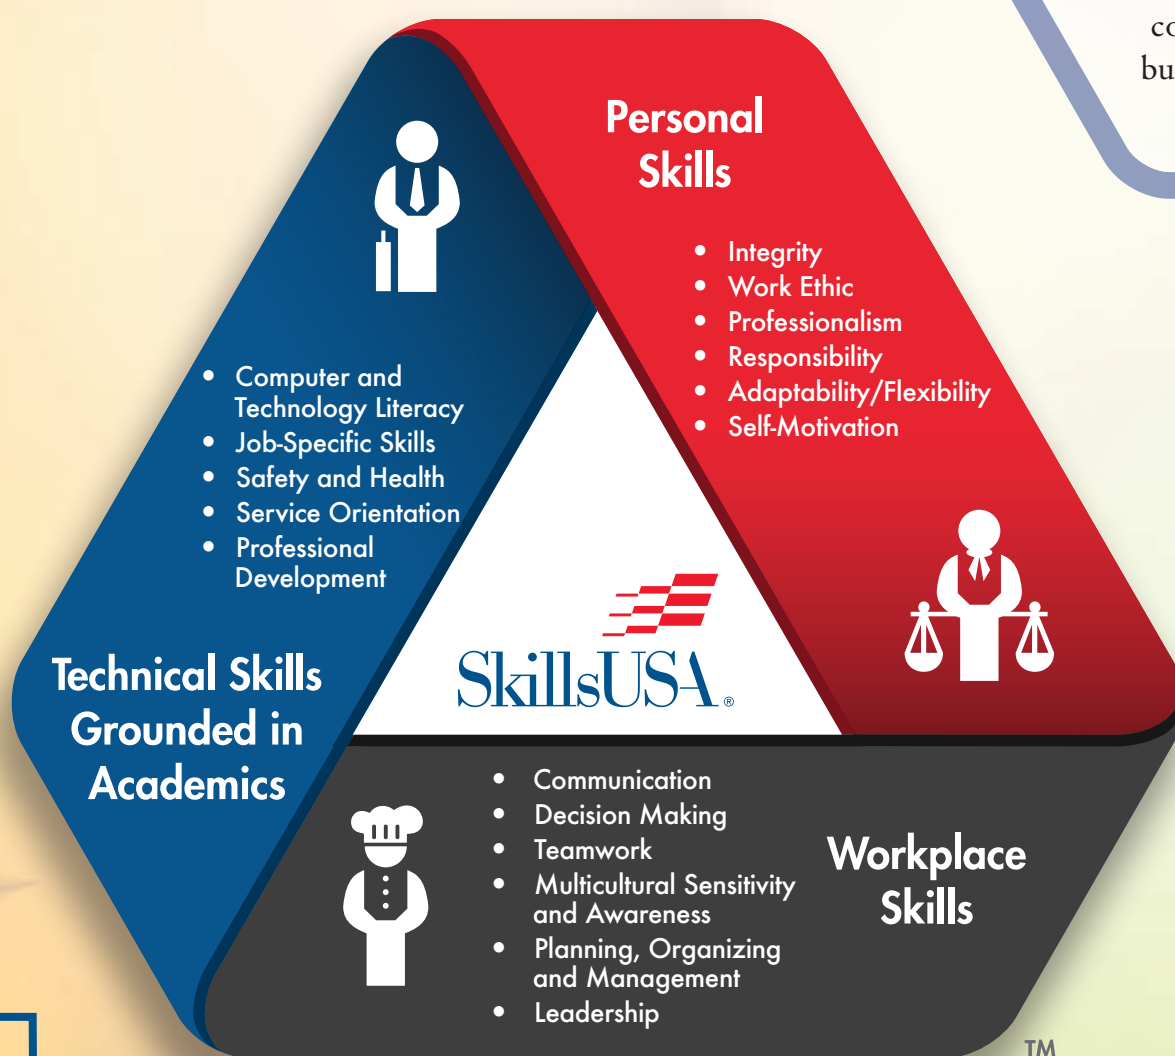 Personal
Skills
• Integrity
• Work Ethic
• Professionalism
• Responsibility
• Adaptability/Flexibility
• Self-Motivation
• Computer and
Technology Literacy
• Job-Specific Skills
• Safety and Health
• Service Orientation
• Professional
Development
Technical Skills
Grounded in
Academics
SkillsUSA®
• Communication
• Decision Making
• Teamwork
• Multicultural Sensitivity
and Awareness
• Planning, Organizing
and Management
• Leadership
Workplace
Skills
TM